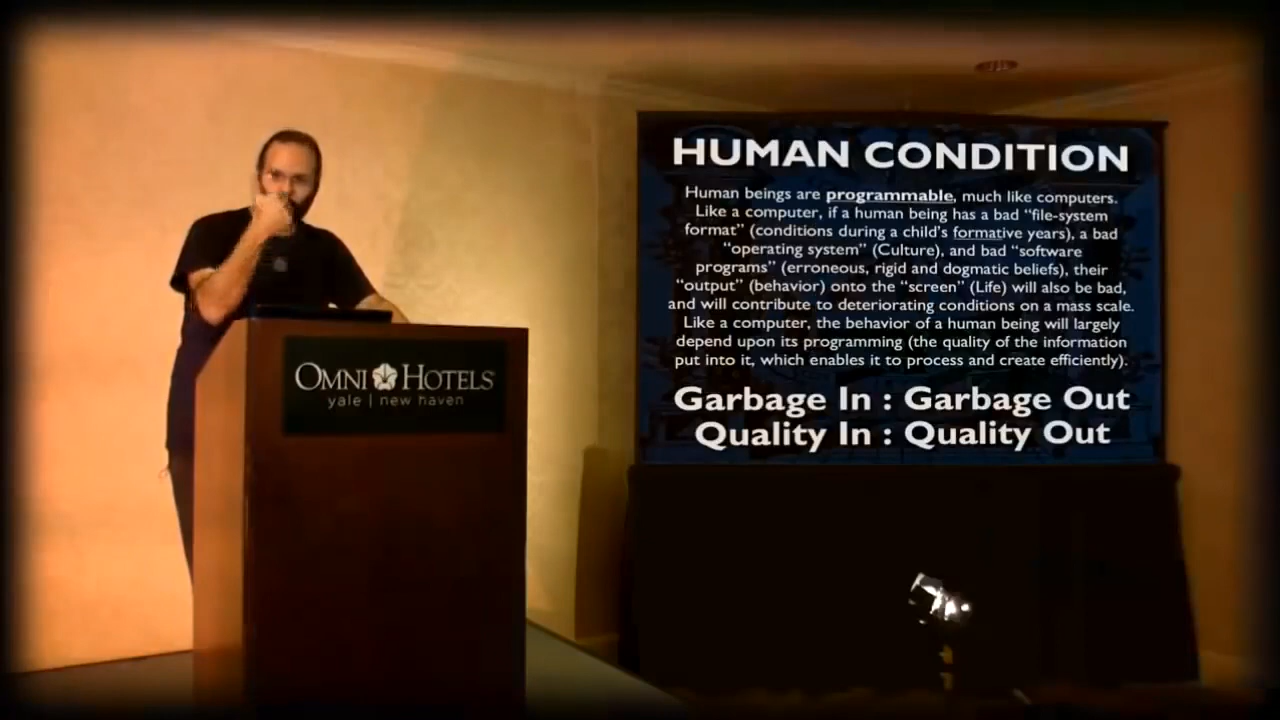 HUMAN CONDITION
Human beings are programmable, much like computers.
Like a computer, if a human being has a bad “file-system
format” (conditions during a child’s formative years), a bad
“operating system” (Culture), and bad “software
programs” (erroneous, rigid and dogmatic beliefs), their
“output” (behavior) onto the “screen” (Life) will also be bad,
and will contribute to deteriorating conditions on a mass scale.
Like a computer, the behavior of a human being will largely
depend upon its programming (the quality of the information
put into it, which enables it to process and create efficiently).
Garbage In : Garbage Out
Quality In : Quality Out
OMNI HOTELS
yale | new haven